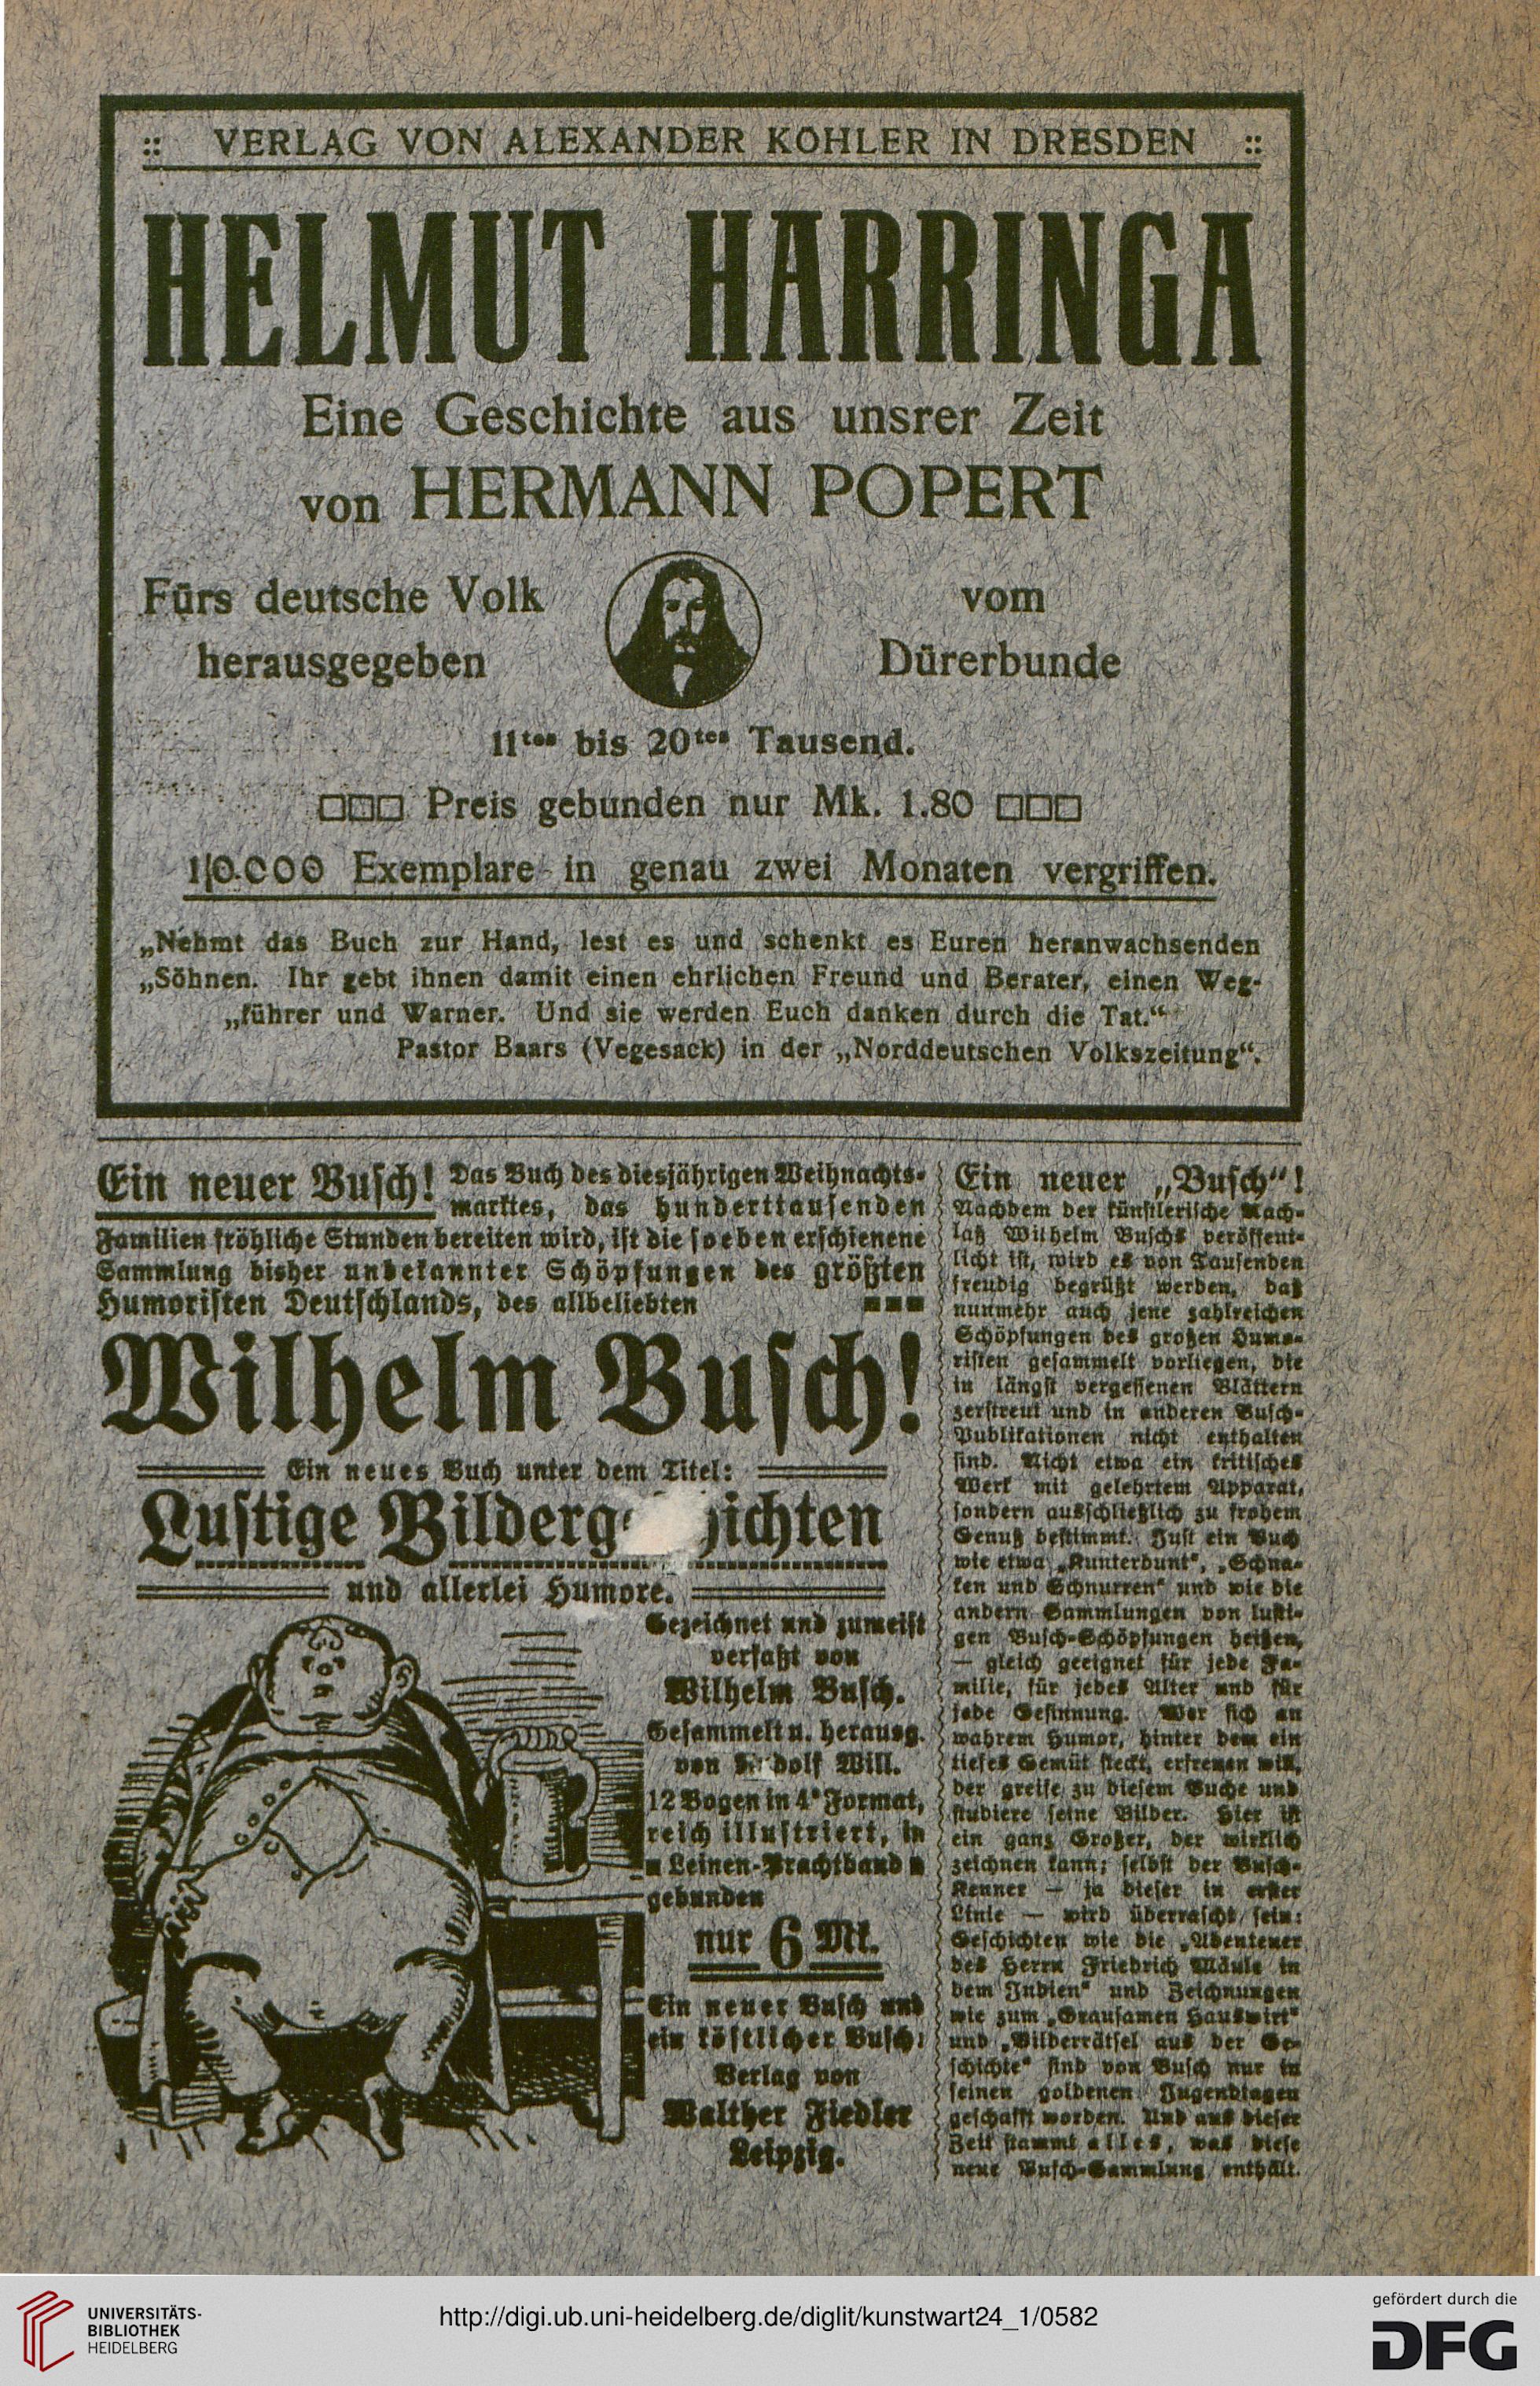 :: VERLAG VON ALEXANDER KÖHLER IN DRESDEN ::
HELMUT HARRINGA
Eine Geschichte aus unsrer Zeit
von HERMANN POPERT
Fürs deutsche Volk
herausgegeben
vom
Dürerbunde
11tes bis 20tes Tausend.
□□□ Preis gebunden nur Mk. 1.80 □□□
10.000 Exemplare in genau zwei Monaten vergriffen.
„Nehmt das Buch zur Hand, lest es und schenkt es Euren heranwachsenden
„Söhnen. Ihr gebt ihnen damit einen ehrlichen Freund und Berater, einen Weg-
„führer und Warner. Und sie werden Euch danken durch die Tat.“
Pastor Baars (Vegesack) in der „Norddeutschen Volkszeitung“.
Ein neuer Busch! Das Buch des diesjährigen Weihnachts-
marktes, das hunderttausenden
Familien fröhliche Stunden bereiten wird, ist die soeben erschienene
Sammlung bisher unbekannter Schöpfungen des größten
Humoristen Deutschlands, des allbeliebten ■■■
Wilhelm Busch!
Ein neues Buch unter dem Titel:
Lustige
und allerlei Humore.
Gezeichnet und zumeist
verfaßt von
Wilhelm Busch.
Gesammelt u. herausg.
von Will.
12 Bogen in 4° Format,
reich illustriert, in
■ Leinen-Prachtband ■
gebunden
nur 6 Mk.
Ein neuer Busch und
ein köstlicher Busch!
Verlag von
Walther Fiedler
Leipzig.
Ein neuer „Busch“!
Nachdem der künstlerische Nach-
laß Wilhelm Buschs veröffent-
licht ist, wird es von Tausenden
freudig begrüßt werden, daß
nunmehr auch jene zahlreichen
Schöpfungen des großen Humo-
risten gesammelt vorliegen, die
in längst vergessenen Blättern
zerstreut und in anderen Busch-
Publikationen nicht enthalten
sind. Nicht etwa ein kritisches
Werk mit gelehrtem Apparat,
sondern ausschließlich zu frohem
Genuß bestimmt. Just ein Buch
wie etwa „Kunterbunt“, „Schna-
ken und Schnurren“ und wie die
andern Sammlungen von lusti-
gen Busch-Schöpfungen heißen,
— gleich geeignet für jede Fa-
milie, für jedes Alter und für
jede Gesinnung. Wer sich an
wahrem Humor, hinter dem ein
tiefes Gemüt steckt, erfreuen will,
der greife zu diesem Buche und
studiere seine Bilder. Hier ist
ein ganz Großer, der wirklich
zeichnen kann; selbst der Busch-
Kenner — ja dieser in erster
Linie — wird überrascht sein:
Geschichten wie die „Abenteuer
des Herrn Friedrich Mäule in
dem Indien“ und Zeichnungen
wie zum „Grausamen Hauswirt“
und „Bilderrätsel aus der Ge-
schichte“ sind von Busch nur in
seinen goldenen Jugendtagen
geschafft worden. Und aus dieser
Zeit stammt alles, was diese
neue Busch-Sammlung enthält.
UNIVERSITÄTS-
BIBLIOTHEK
HEIDELBERG
http://digi.ub.uni-heidelberg.de/diglit/kunstwart24_1/0582
gefördert durch die
DFG